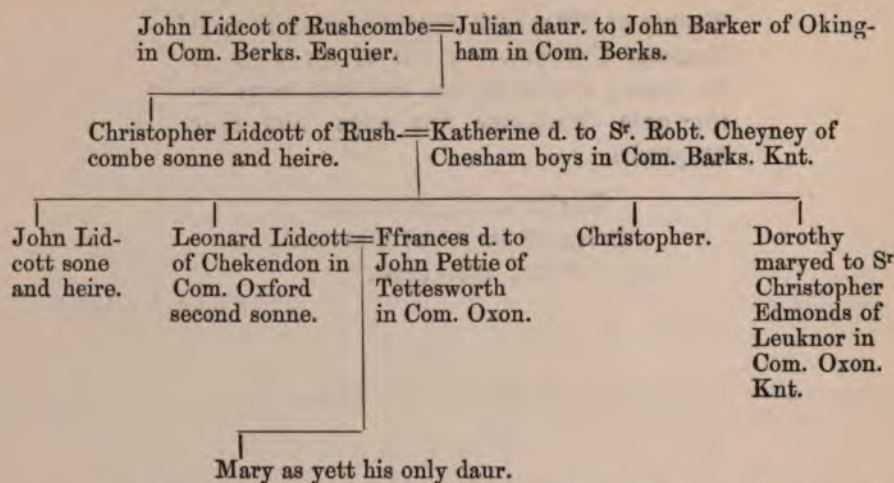 John Lidcot of Rushcombe=Julian daur. to John Barker of Oking-
in Com. Berks. Esquier. ham in Com. Berks.
Christopher Lidcott of Rush-=Katherine d. to Sr. Robt. Cheyney of
combe sonne and heire. Chesham boys in Com. Barks. Knt.
John Lid-
cott sone
and heire.
Leonard Lidcott=Ffrances d. to
of Chekendon in John Pettie of
Com. Oxford Tettesworth
second sonne. in Com. Oxon.
Christopher.
Dorothy
maryed to Sr
Christopher
Edmonds of
Leuknor in
Com. Oxon.
Knt.
Mary as yett his only daur.